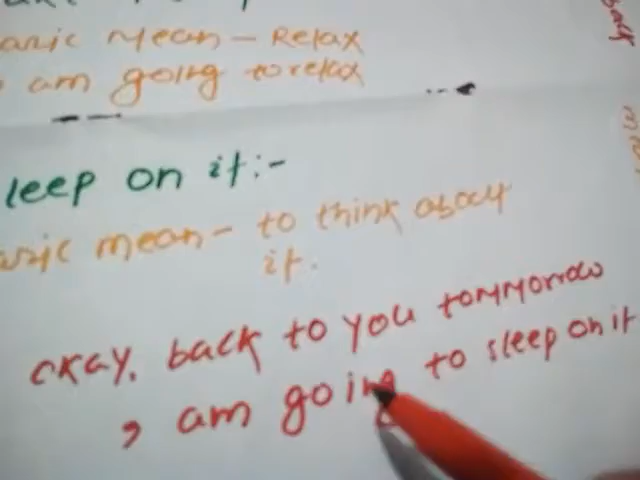 mean - Relax
am going to relax
leep on it :-
mean - to think about
it.
okay. back to you tommorow
, am going to sleep on it